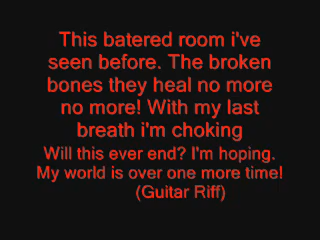 This batered room i've
seen before. The broken
bones they heal no more
no more! With my last
breath i'm choking
Will this ever end? I'm hoping.
My world is over one more time!
(Guitar Riff)